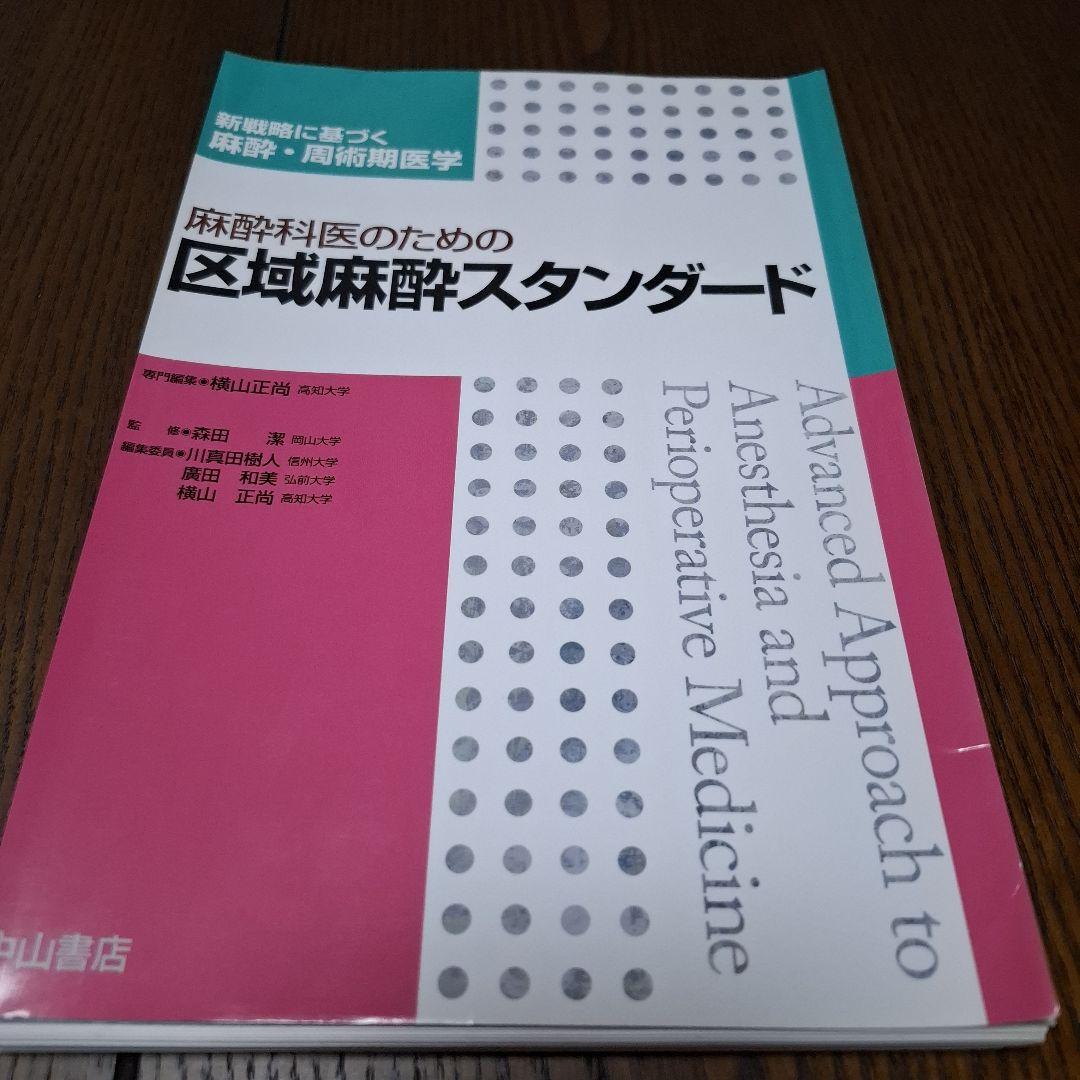 新戦略に基づく
麻酔・周術期医学
麻酔科医のための
区域麻酔スタンダード
専門編集●横山正尚 高知大学
監 修●森田 潔 岡山大学
編集委員●川真田樹人 信州大学
廣田 和美 弘前大学
横山 正尚 高知大学
Advanced Approach to
Anesthesia and
Perioperative Medicine
中山書店